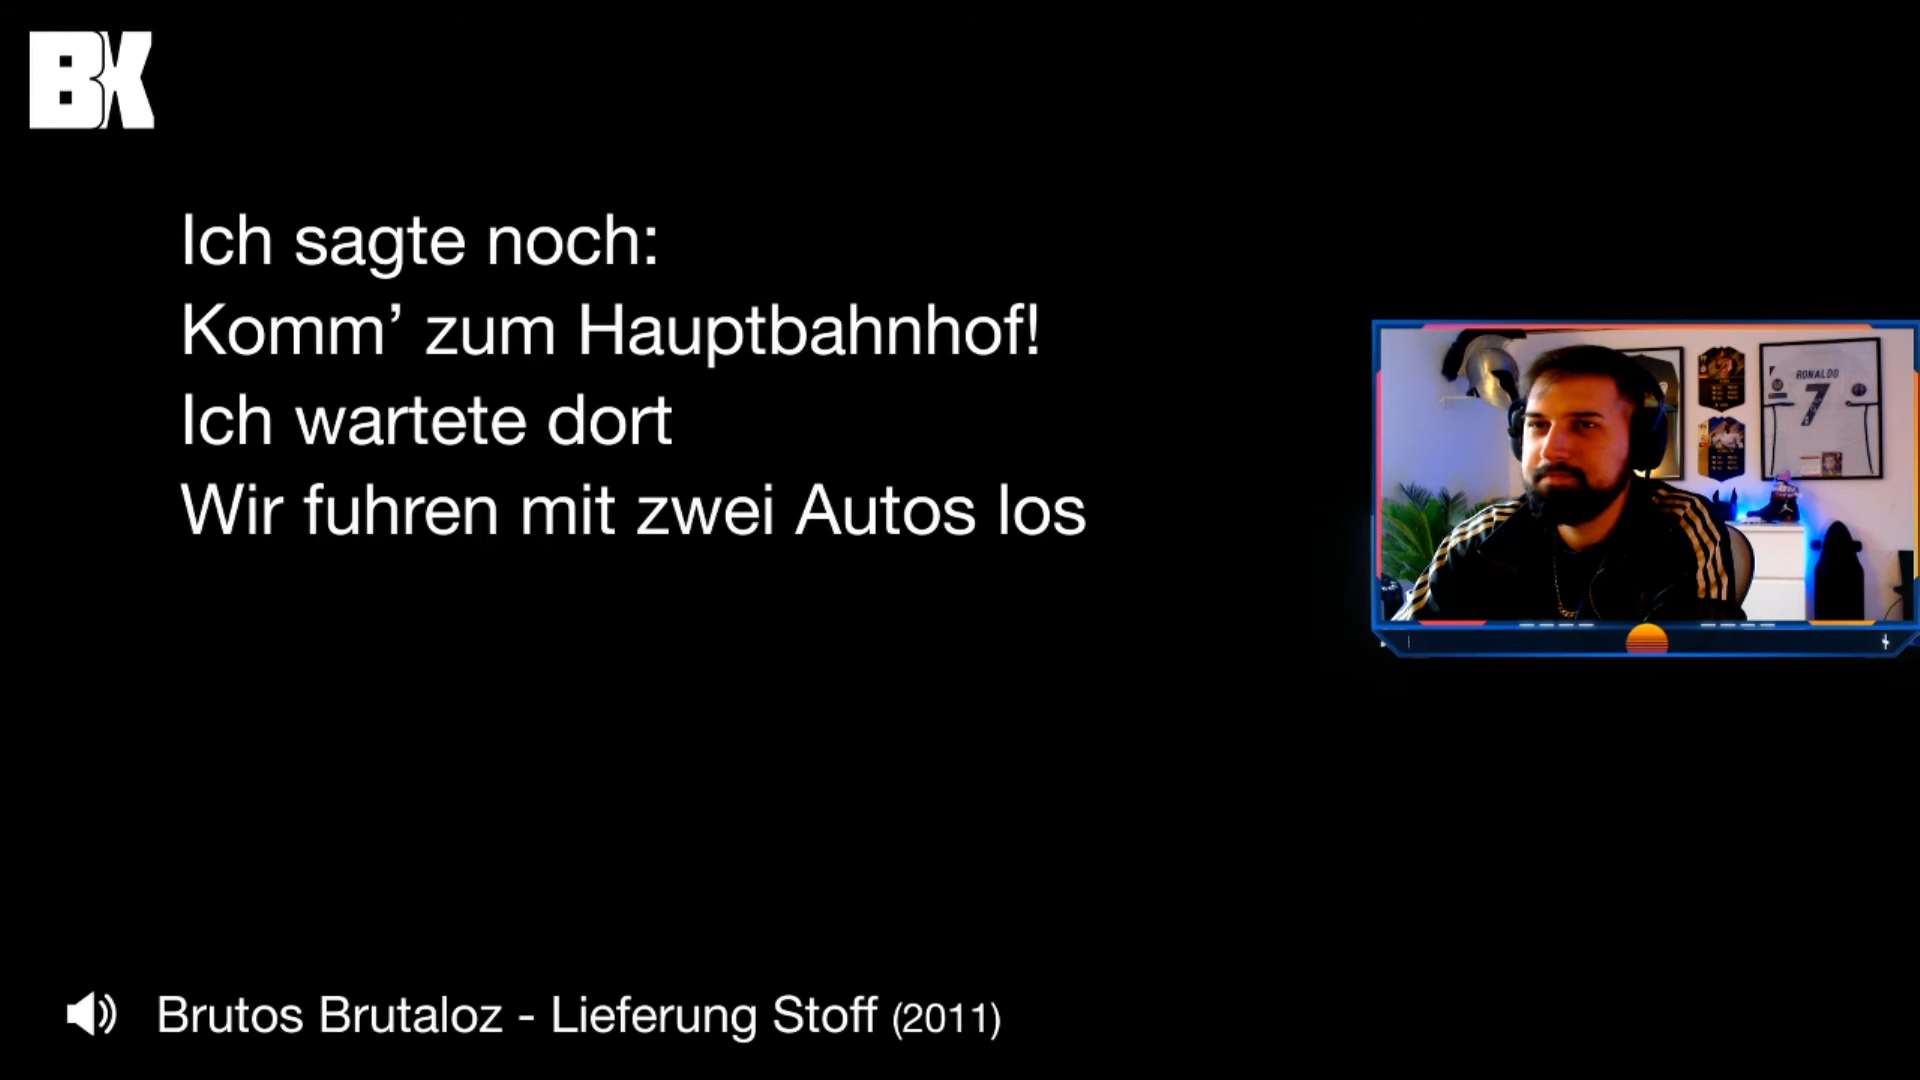 BK
Ich sagte noch:
Komm’ zum Hauptbahnhof!
Ich wartete dort
Wir fuhren mit zwei Autos los
RONALDO
7
Brutos Brutaloz - Lieferung Stoff (2011)